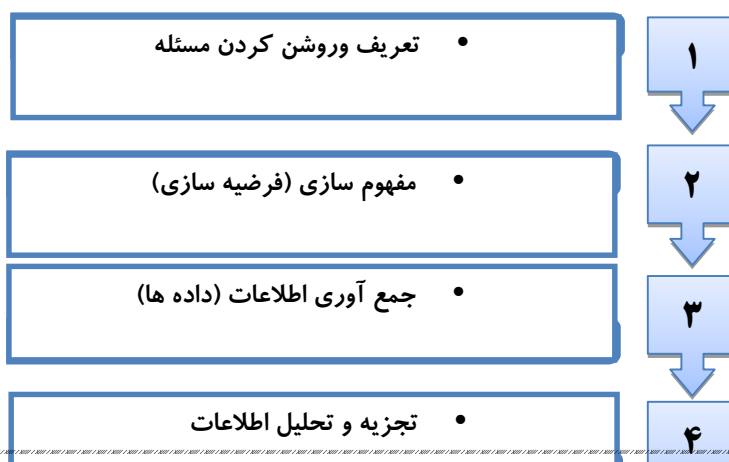 ۱
• تعریف وروشن کردن مسئله
۲
• مفهوم سازی (فرضیه سازی)
۳
• جمع آوری اطلاعات (داده ها)
۴
• تجزیه و تحلیل اطلاعات